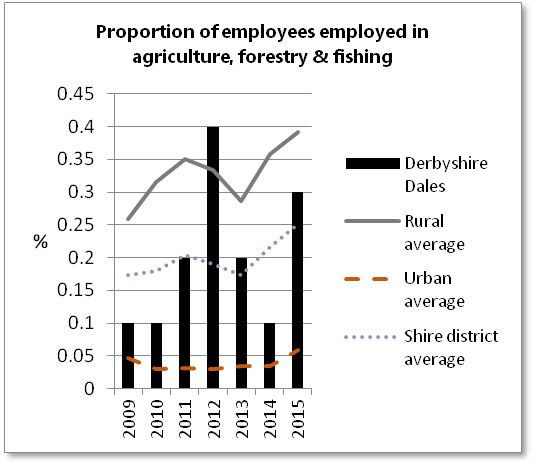 Proportion of employees employed in
agriculture, forestry & fishing
0.45
0.4
0.35
0.3
0.25
0.2
0.15
0.1
0.05
0
%
2009
2010
2011
2012
2013
2014
2015
Derbyshire
Dales
Rural
average
Urban
average
Shire district
average